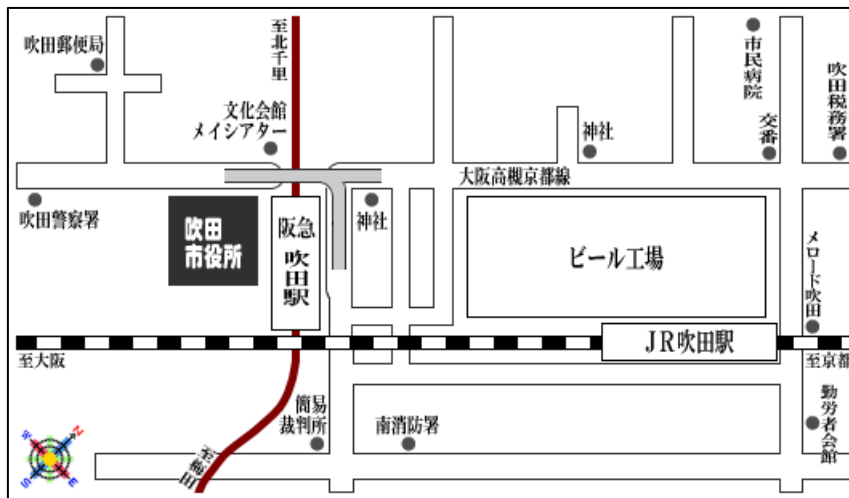 吹田郵便局
至北千里
文化会館
メイシアター
市民病院
交番
吹田税務署
神社
大阪高槻京都線
吹田警察署
吹田
市役所
阪急
吹田駅
神社
ビール工場
メロード吹田
JR吹田駅
至大阪
至京都
簡易
裁判所
南消防署
勤労者会館
至梅田
N
W
S
E